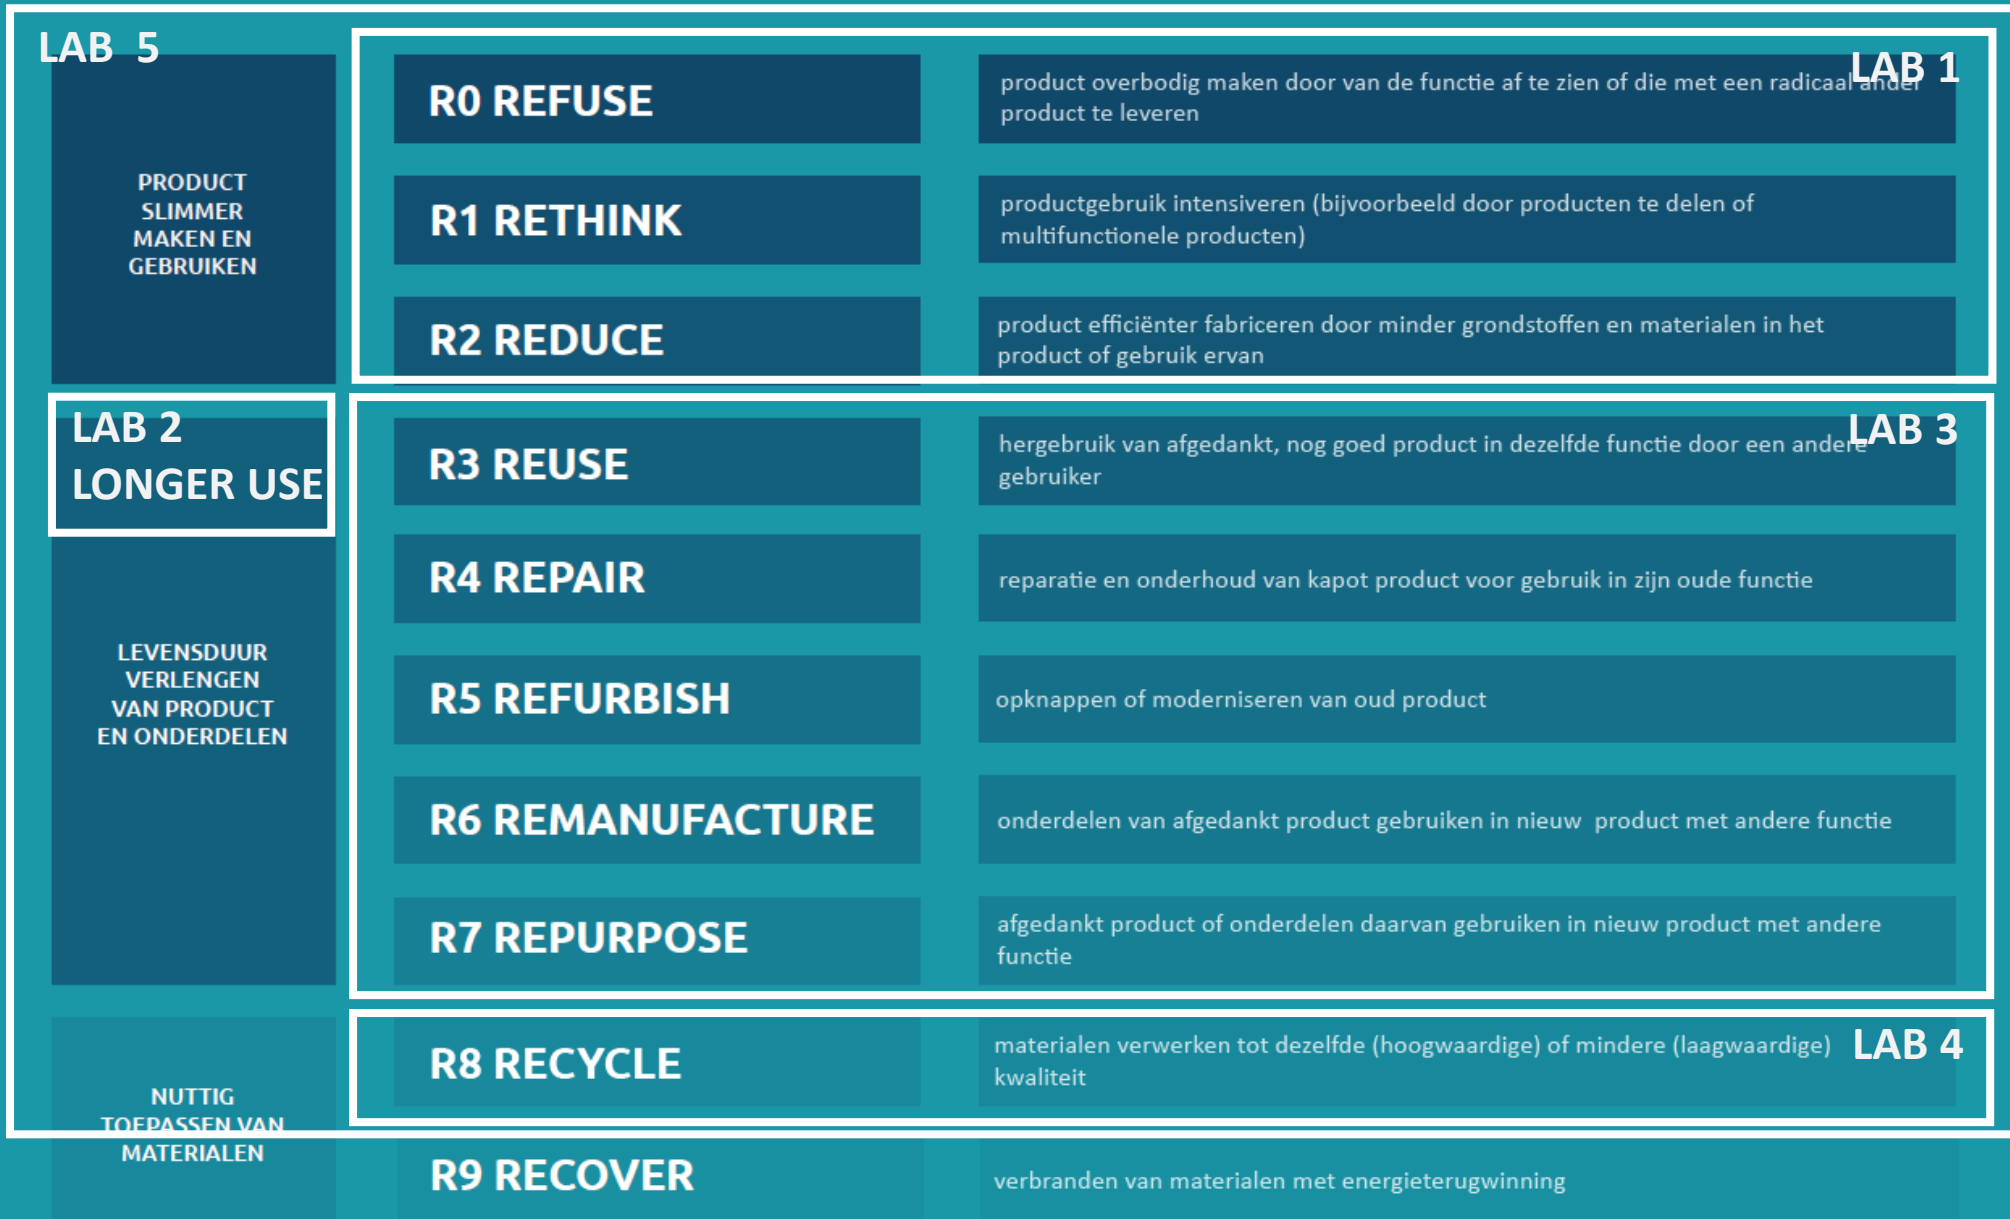 LAB 5
PRODUCT
SLIMMER
MAKEN EN
GEBRUIKEN
LAB 1
R0 REFUSE
product overbodig maken door van de functie af te zien of die met een radicaal ander
product te leveren
R1 RETHINK
productgebruik intensiveren (bijvoorbeeld door producten te delen of
multifunctionele producten)
R2 REDUCE
product efficiënter fabriceren door minder grondstoffen en materialen in het
product of gebruik ervan
LAB 2
LONGER USE
LEVENSDUUR
VERLENGEN
VAN PRODUCT
EN ONDERDELEN
LAB 3
R3 REUSE
hergebruik van afgedankt, nog goed product in dezelfde functie door een andere
gebruiker
R4 REPAIR
reparatie en onderhoud van kapot product voor gebruik in zijn oude functie
R5 REFURBISH
opknappen of moderniseren van oud product
R6 REMANUFACTURE
onderdelen van afgedankt product gebruiken in nieuw product met andere functie
R7 REPURPOSE
afgedankt product of onderdelen daarvan gebruiken in nieuw product met andere
functie
NUTTIG
TOEPASSEN VAN
MATERIALEN
LAB 4
R8 RECYCLE
materialen verwerken tot dezelfde (hoogwaardige) of mindere (laagwaardige)
kwaliteit
R9 RECOVER
verbranden van materialen met energieterugwinning